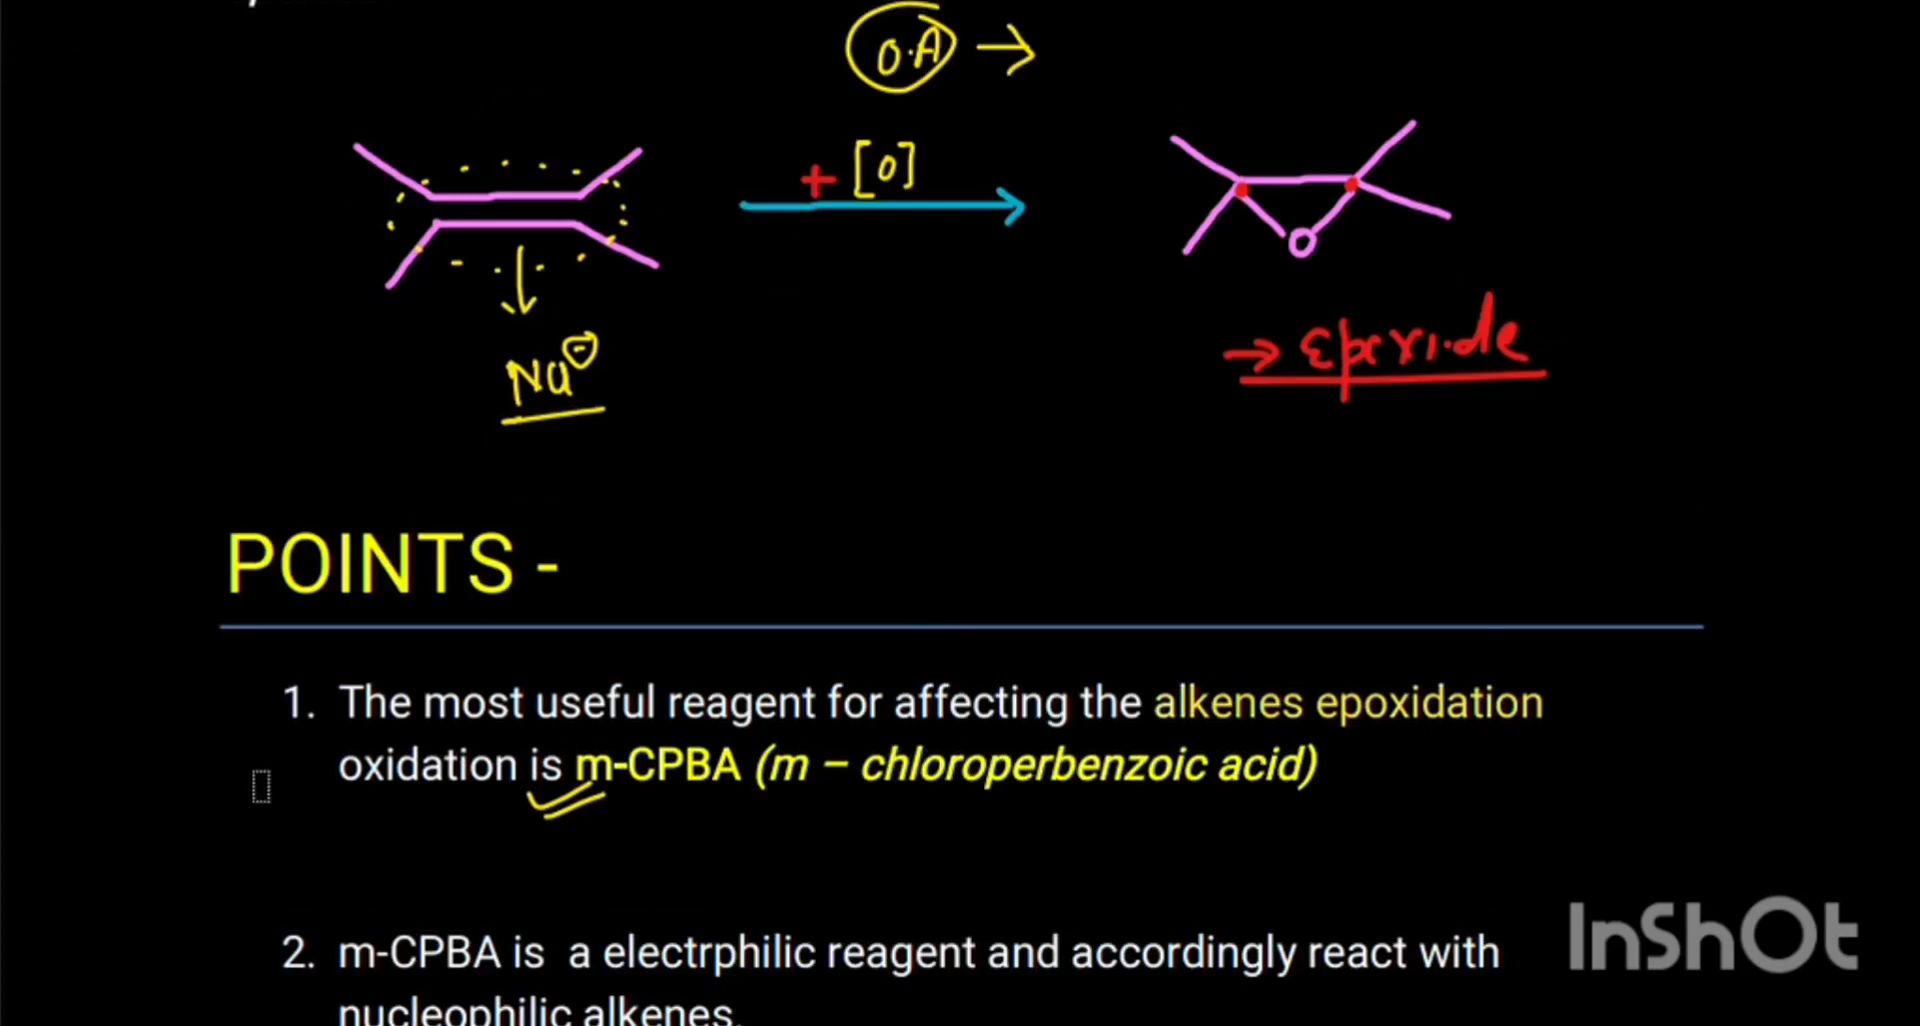 O.A →
+ [O]
O
Nu⊖
→ Epoxide
POINTS -
1. The most useful reagent for affecting the alkenes epoxidation
oxidation is m-CPBA (m – chloroperbenzoic acid)
2. m-CPBA is a electrphilic reagent and accordingly react with
nucleophilic alkenes.
InShOt